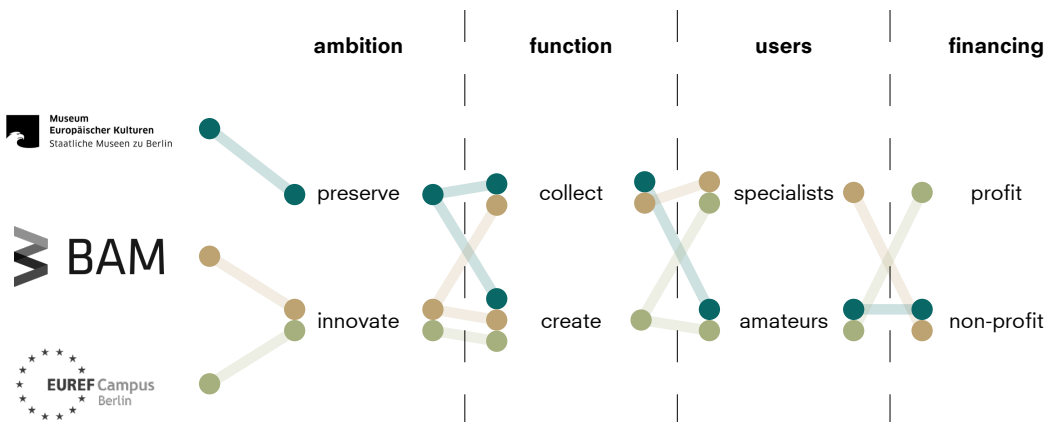 ambition
function
users
financing
Museum
Europäischer Kulturen
Staatliche Museen zu Berlin
preserve
collect
specialists
profit
BAM
innovate
create
amateurs
non-profit
EUREF Campus
Berlin